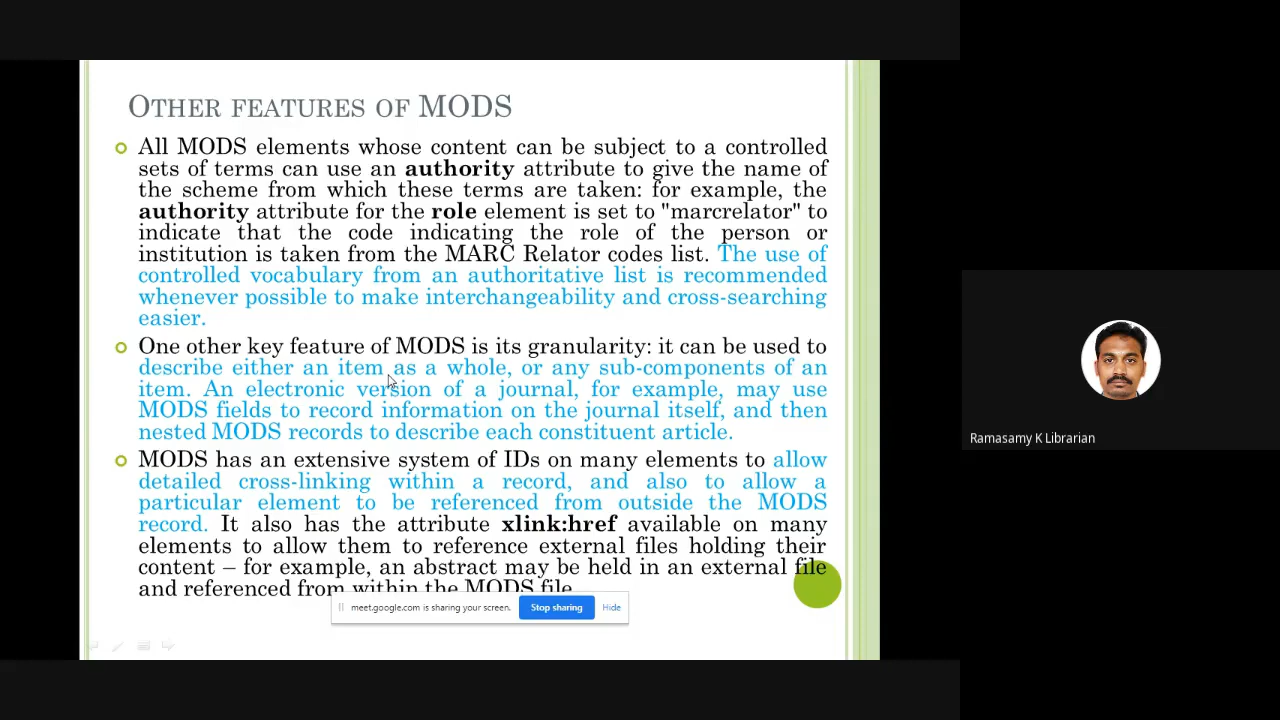 OTHER FEATURES OF MODS
All MODS elements whose content can be subject to a controlled
sets of terms can use an authority attribute to give the name of
the scheme from which these terms are taken: for example, the
authority attribute for the role element is set to "marcrelator" to
indicate that the code indicating the role of the person or
institution is taken from the MARC Relator codes list. The use of
controlled vocabulary from an authoritative list is recommended
whenever possible to make interchangeability and cross-searching
easier.
One other key feature of MODS is its granularity: it can be used to
describe either an item as a whole, or any sub-components of an
item. An electronic version of a journal, for example, may use
MODS fields to record information on the journal itself, and then
nested MODS records to describe each constituent article.
MODS has an extensive system of IDs on many elements to allow
detailed cross-linking within a record, and also to allow a
particular element to be referenced from outside the MODS
record. It also has the attribute xlink:href available on many
elements to allow them to reference external files holding their
content – for example, an abstract may be held in an external file
and referenced from within the MODS file.
meet.google.com is sharing your screen. Stop sharing Hide
Ramasamy K Librarian